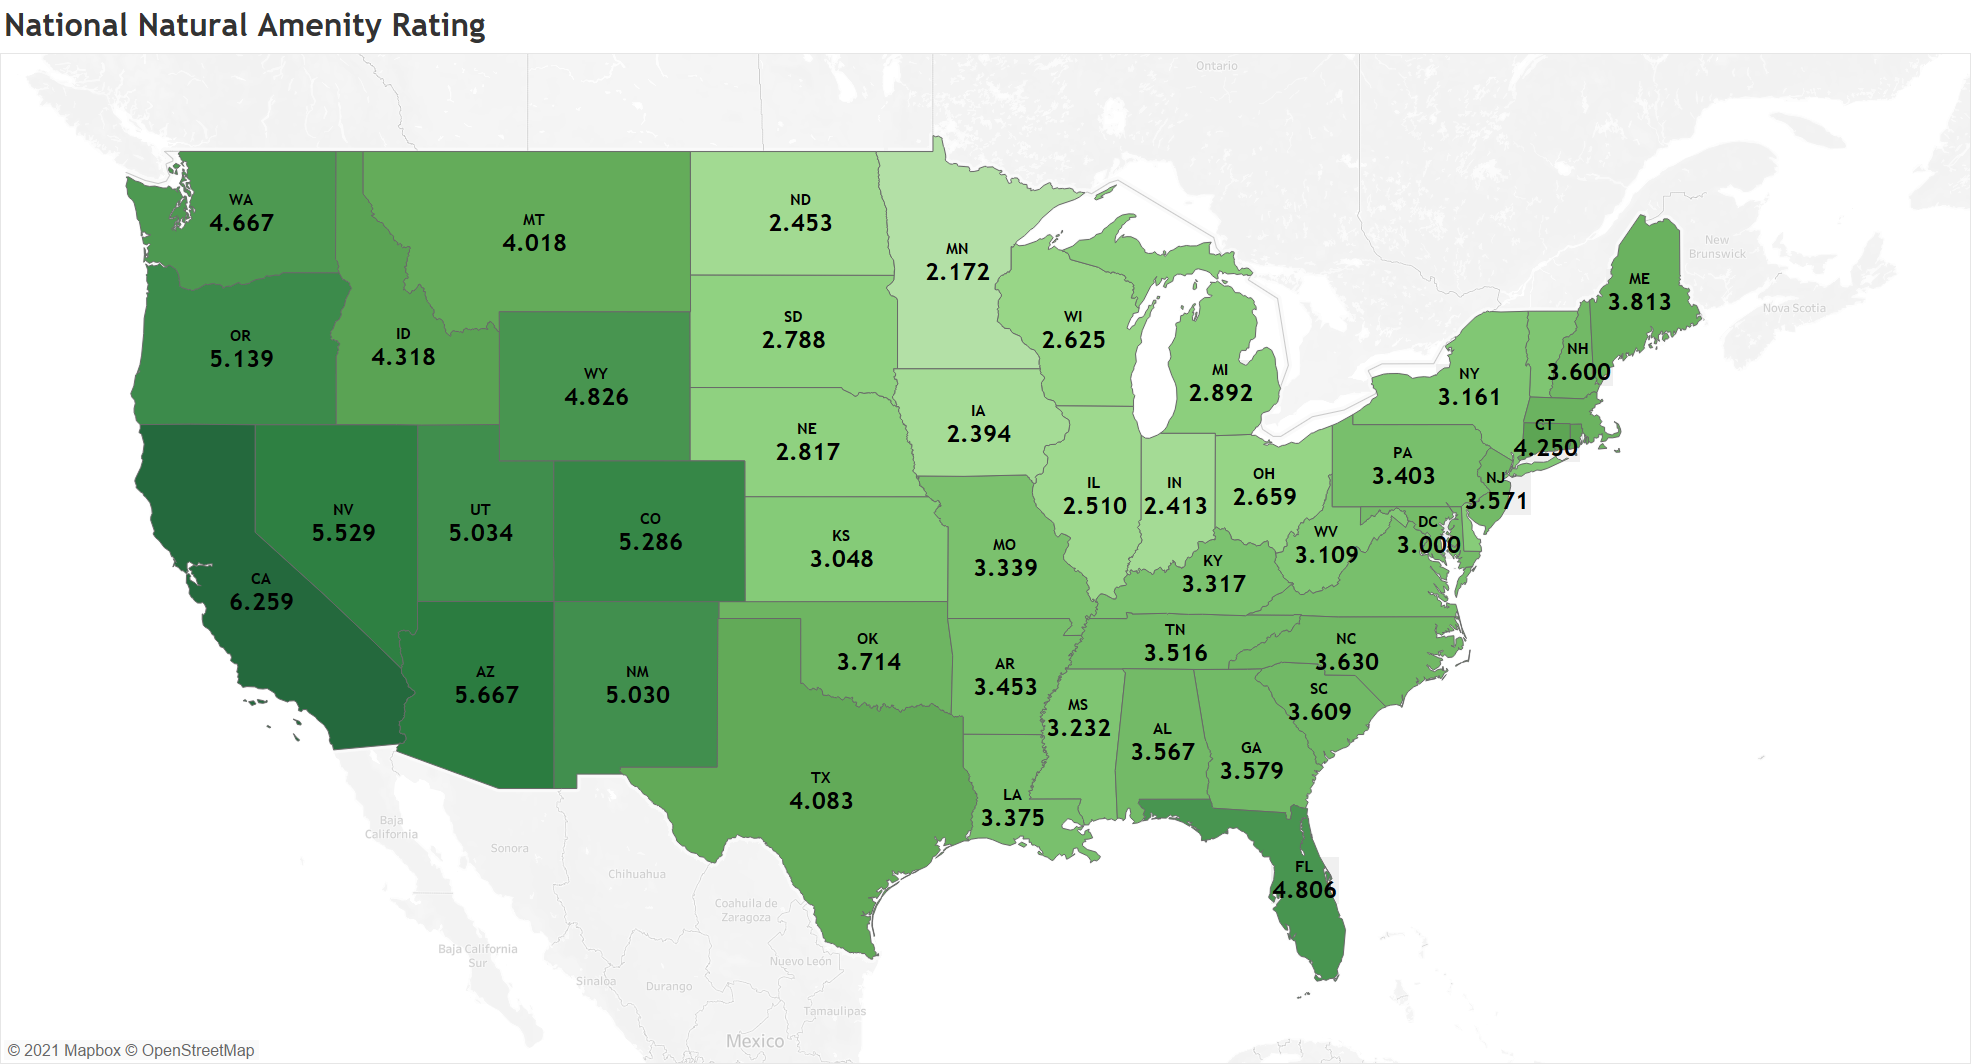 National Natural Amenity Rating
Ontario
WA
4.667
MT
4.018
ND
2.453
MN
2.172
New
Brunswick
ME
3.813
Nova Scotia
OR
5.139
ID
4.318
SD
2.788
WI
2.625
NH
3.600
WY
4.826
MI
2.892
NY
3.161
IA
2.394
NE
2.817
CT
4.250
PA
3.403
NJ
3.571
IL
2.510
IN
2.413
OH
2.659
NV
5.529
UT
5.034
CO
5.286
KS
3.048
MO
3.339
WV
3.109
DC
3.000
KY
3.317
CA
6.259
AZ
5.667
NM
5.030
OK
3.714
AR
3.453
TN
3.516
NC
3.630
SC
3.609
MS
3.232
AL
3.567
GA
3.579
TX
4.083
LA
3.375
FL
4.806
Baja
California
Sonora
Chihuahua
Coahuila de
Zaragoza
Baja California
Sur
Nuevo León
Sinaloa
Durango
Tamaulipas
Mexico
© 2021 Mapbox © OpenStreetMap